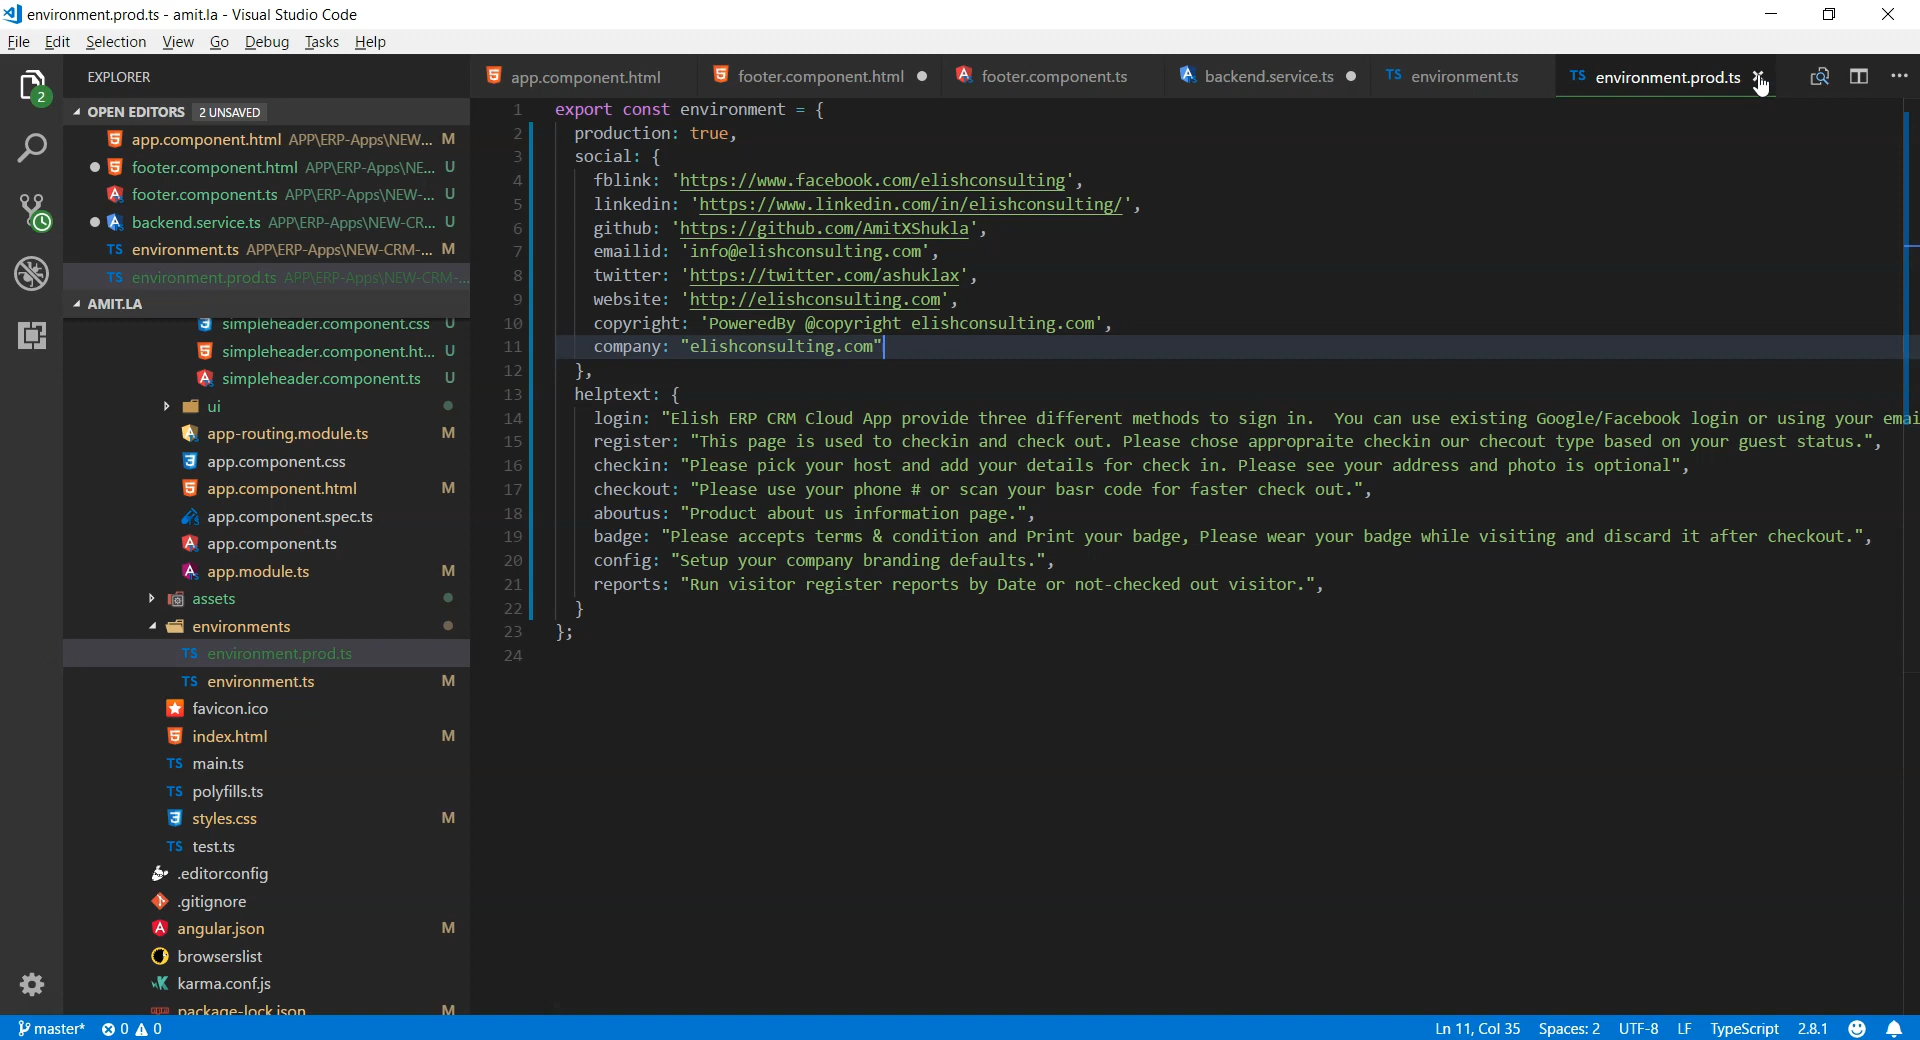 environment.prod.ts - amit.la - Visual Studio Code
File Edit Selection View Go Debug Tasks Help
EXPLORER
OPEN EDITORS 2 UNSAVED
app.component.html APP\ERP-Apps\NEW... M
footer.component.html APP\ERP-Apps\NE... U
footer.component.ts APP\ERP-Apps\NEW-... U
backend.service.ts APP\ERP-Apps\NEW-CR... U
TS environment.ts APP\ERP-Apps\NEW-CRM-... M
TS environment.prod.ts APP\ERP-Apps\NEW-CRM-...
AMIT.LA
simpleheader.component.css U
simpleheader.component.ht... U
simpleheader.component.ts U
ui
app-routing.module.ts M
app.component.css
app.component.html M
app.component.spec.ts
app.component.ts
app.module.ts M
assets
environments
TS environment.prod.ts
TS environment.ts M
favicon.ico
index.html M
TS main.ts
TS polyfills.ts
styles.css M
TS test.ts
.editorconfig
.gitignore
angular.json M
browserslist
karma.conf.js
package-lock.json M
app.component.html footer.component.html footer.component.ts backend.service.ts TS environment.ts TS environment.prod.ts
1 export const environment = {
2 production: true,
3 social: {
4 fblink: 'https://www.facebook.com/elishconsulting',
5 linkedin: 'https://www.linkedin.com/in/elishconsulting/',
6 github: 'https://github.com/AmitXShukla',
7 emailid: 'info@elishconsulting.com',
8 twitter: 'https://twitter.com/ashuklax',
9 website: 'http://elishconsulting.com',
10 copyright: 'PoweredBy @copyright elishconsulting.com',
11 company: "elishconsulting.com"
12 },
13 helptext: {
14 login: "Elish ERP CRM Cloud App provide three different methods to sign in.  You can use existing Google/Facebook login or using your emai
15 register: "This page is used to checkin and check out. Please chose appropraite checkin our checout type based on your guest status.",
16 checkin: "Please pick your host and add your details for check in. Please see your address and photo is optional",
17 checkout: "Please use your phone # or scan your basr code for faster check out.",
18 aboutus: "Product about us information page.",
19 badge: "Please accepts terms & condition and Print your badge, Please wear your badge while visiting and discard it after checkout.",
20 config: "Setup your company branding defaults.",
21 reports: "Run visitor register reports by Date or not-checked out visitor.",
22 }
23 };
24
2
master* 0 0 Ln 11, Col 35 Spaces: 2 UTF-8 LF TypeScript 2.8.1